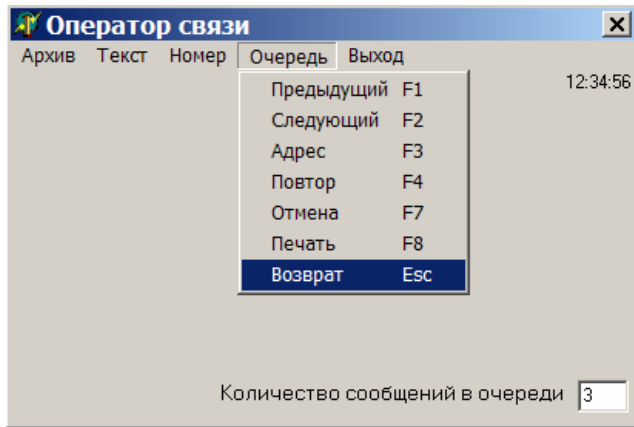 Оператор связи
Архив Текст Номер Очередь Выход
12:34:56
Предыдущий F1
Следующий F2
Адрес F3
Повтор F4
Отмена F7
Печать F8
Возврат Esc
Количество сообщений в очереди 3